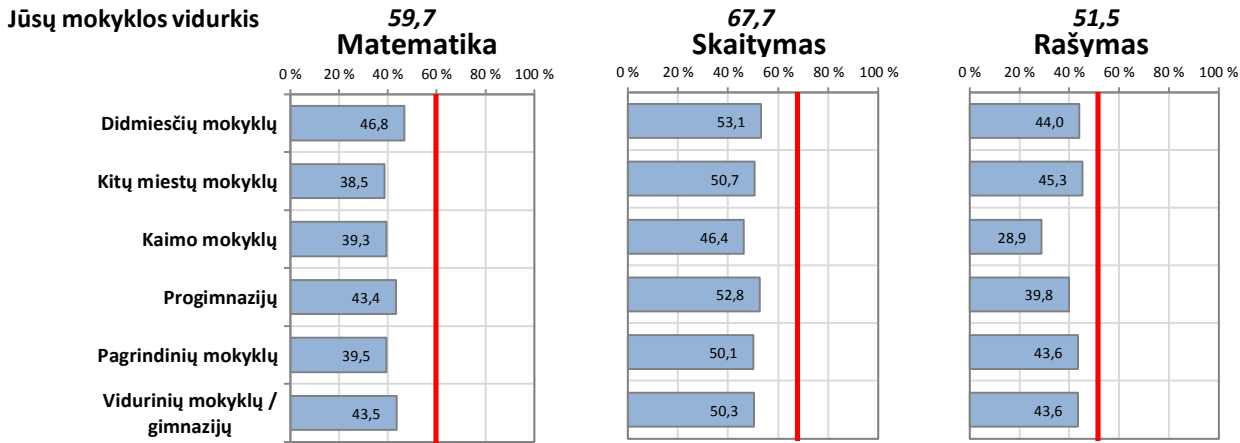 Jūsų mokyklos vidurkis 59,7 67,7 51,5
Matematika Skaitymas Rašymas
0 % 20 % 40 % 60 % 80 % 100 % 0 % 20 % 40 % 60 % 80 % 100 % 0 % 20 % 40 % 60 % 80 % 100 %
Didmiesčių mokyklų 46,8 53,1 44,0
Kitų miestų mokyklų 38,5 50,7 45,3
Kaimo mokyklų 39,3 46,4 28,9
Progimnazijų 43,4 52,8 39,8
Pagrindinių mokyklų 39,5 50,1 43,6
Vidurinių mokyklų /
gimnazijų 43,5 50,3 43,6